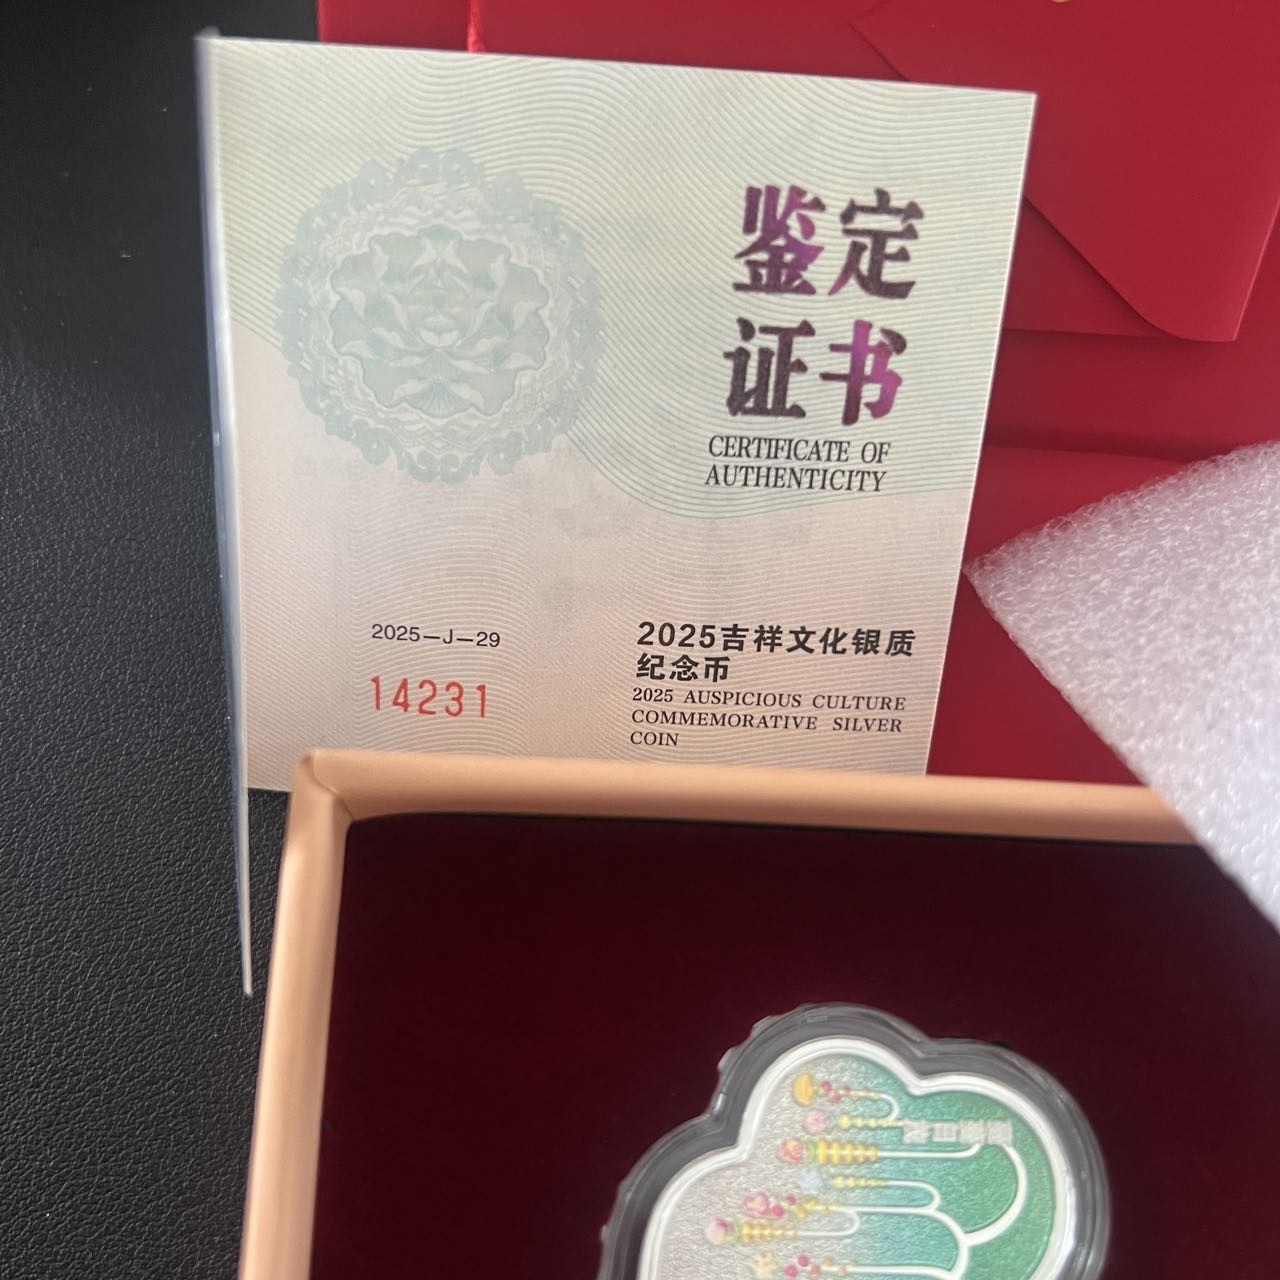 鉴定
证书
CERTIFICATE OF
AUTHENTICITY
2025—J—29
14231
2025吉祥文化银质
纪念币
2025 AUSPICIOUS CULTURE
COMMEMORATIVE SILVER
COIN